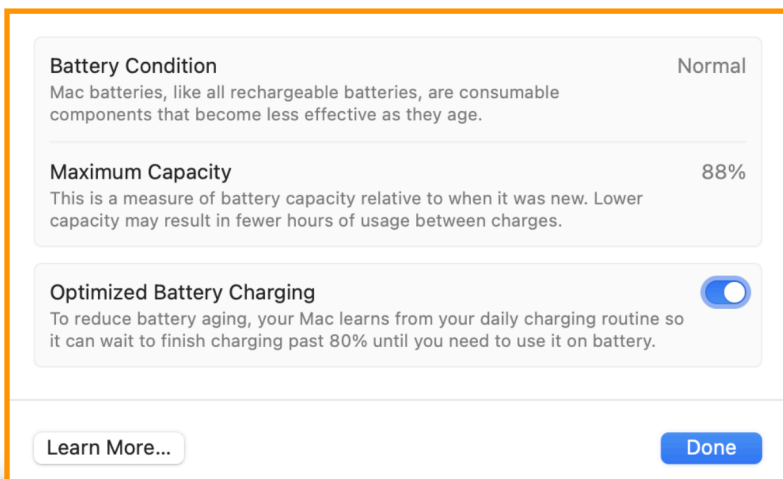 Battery Condition Normal
Mac batteries, like all rechargeable batteries, are consumable
components that become less effective as they age.
Maximum Capacity 88%
This is a measure of battery capacity relative to when it was new. Lower
capacity may result in fewer hours of usage between charges.
Optimized Battery Charging
To reduce battery aging, your Mac learns from your daily charging routine so
it can wait to finish charging past 80% until you need to use it on battery.
Learn More... Done